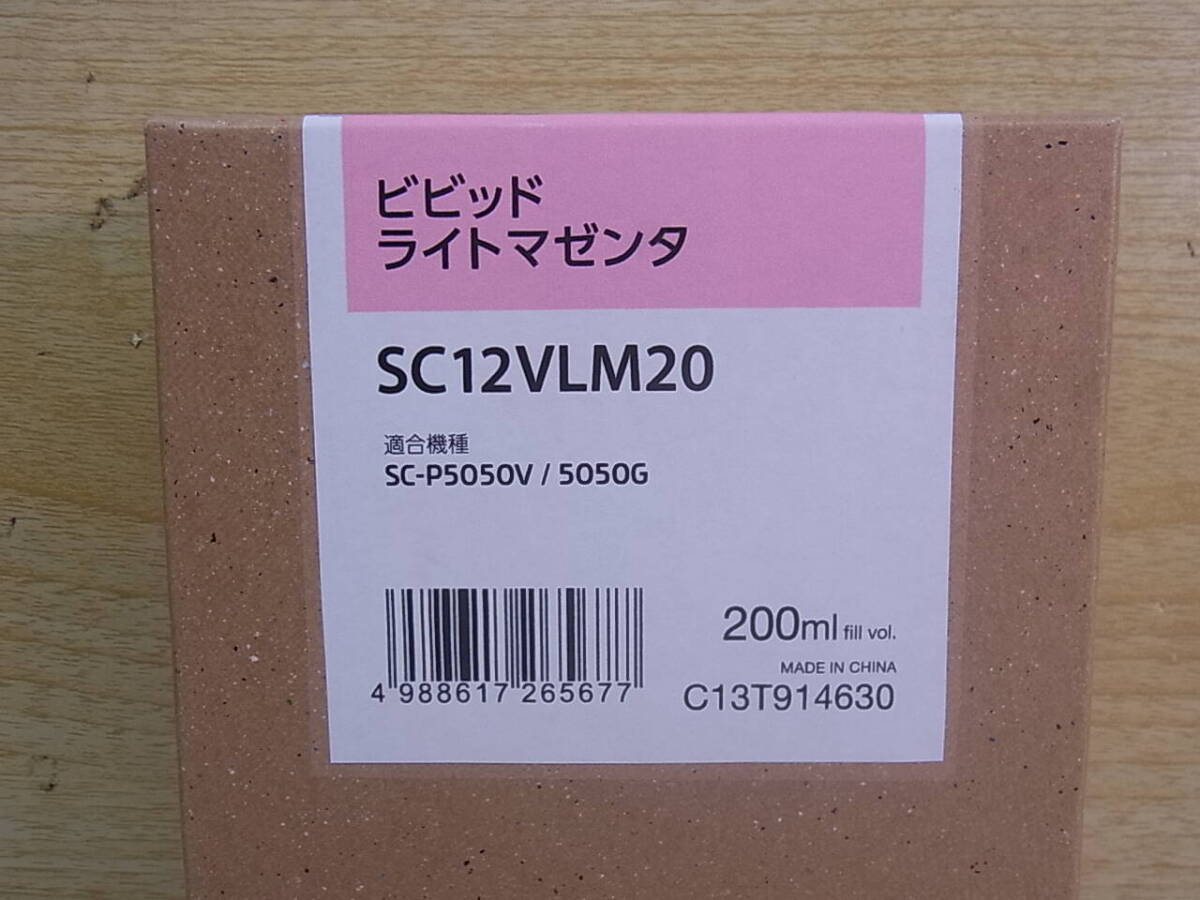 ビビッド
ライトマゼンタ
SC12VLM20
適合機種
SC-P5050V / 5050G
200ml fill vol.
MADE IN CHINA
4 988617 265677
C13T914630